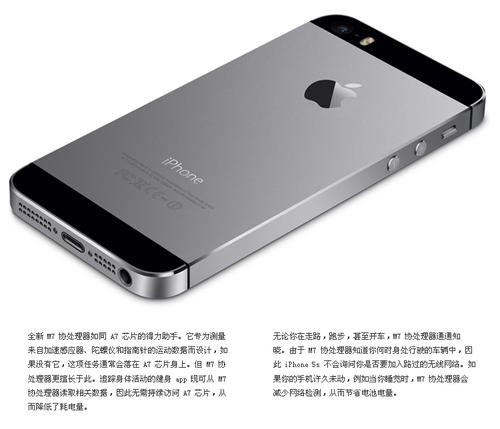 iPhone
全新 M7 协处理器如同 A7 芯片的得力助手。它专为测量
来自加速感应器、陀螺仪和指南针的运动数据而设计，如
果没有它，这项任务通常会落在 A7 芯片身上。但 M7 协
处理器更擅长于此。追踪身体活动的健身 app 现可从 M7
协处理器读取相关数据，因此无需持续访问 A7 芯片，从
而降低了耗电量。
无论你在走路，跑步，甚至开车，M7 协处理器通通知
晓。由于 M7 协处理器知道你何时身处行驶的车辆中，因
此 iPhone 5s 不会询问你是否要加入路过的无线网络。如
果你的手机许久未动，例如当你睡觉时，M7 协处理器会
减少网络检测，从而节省电池电量。